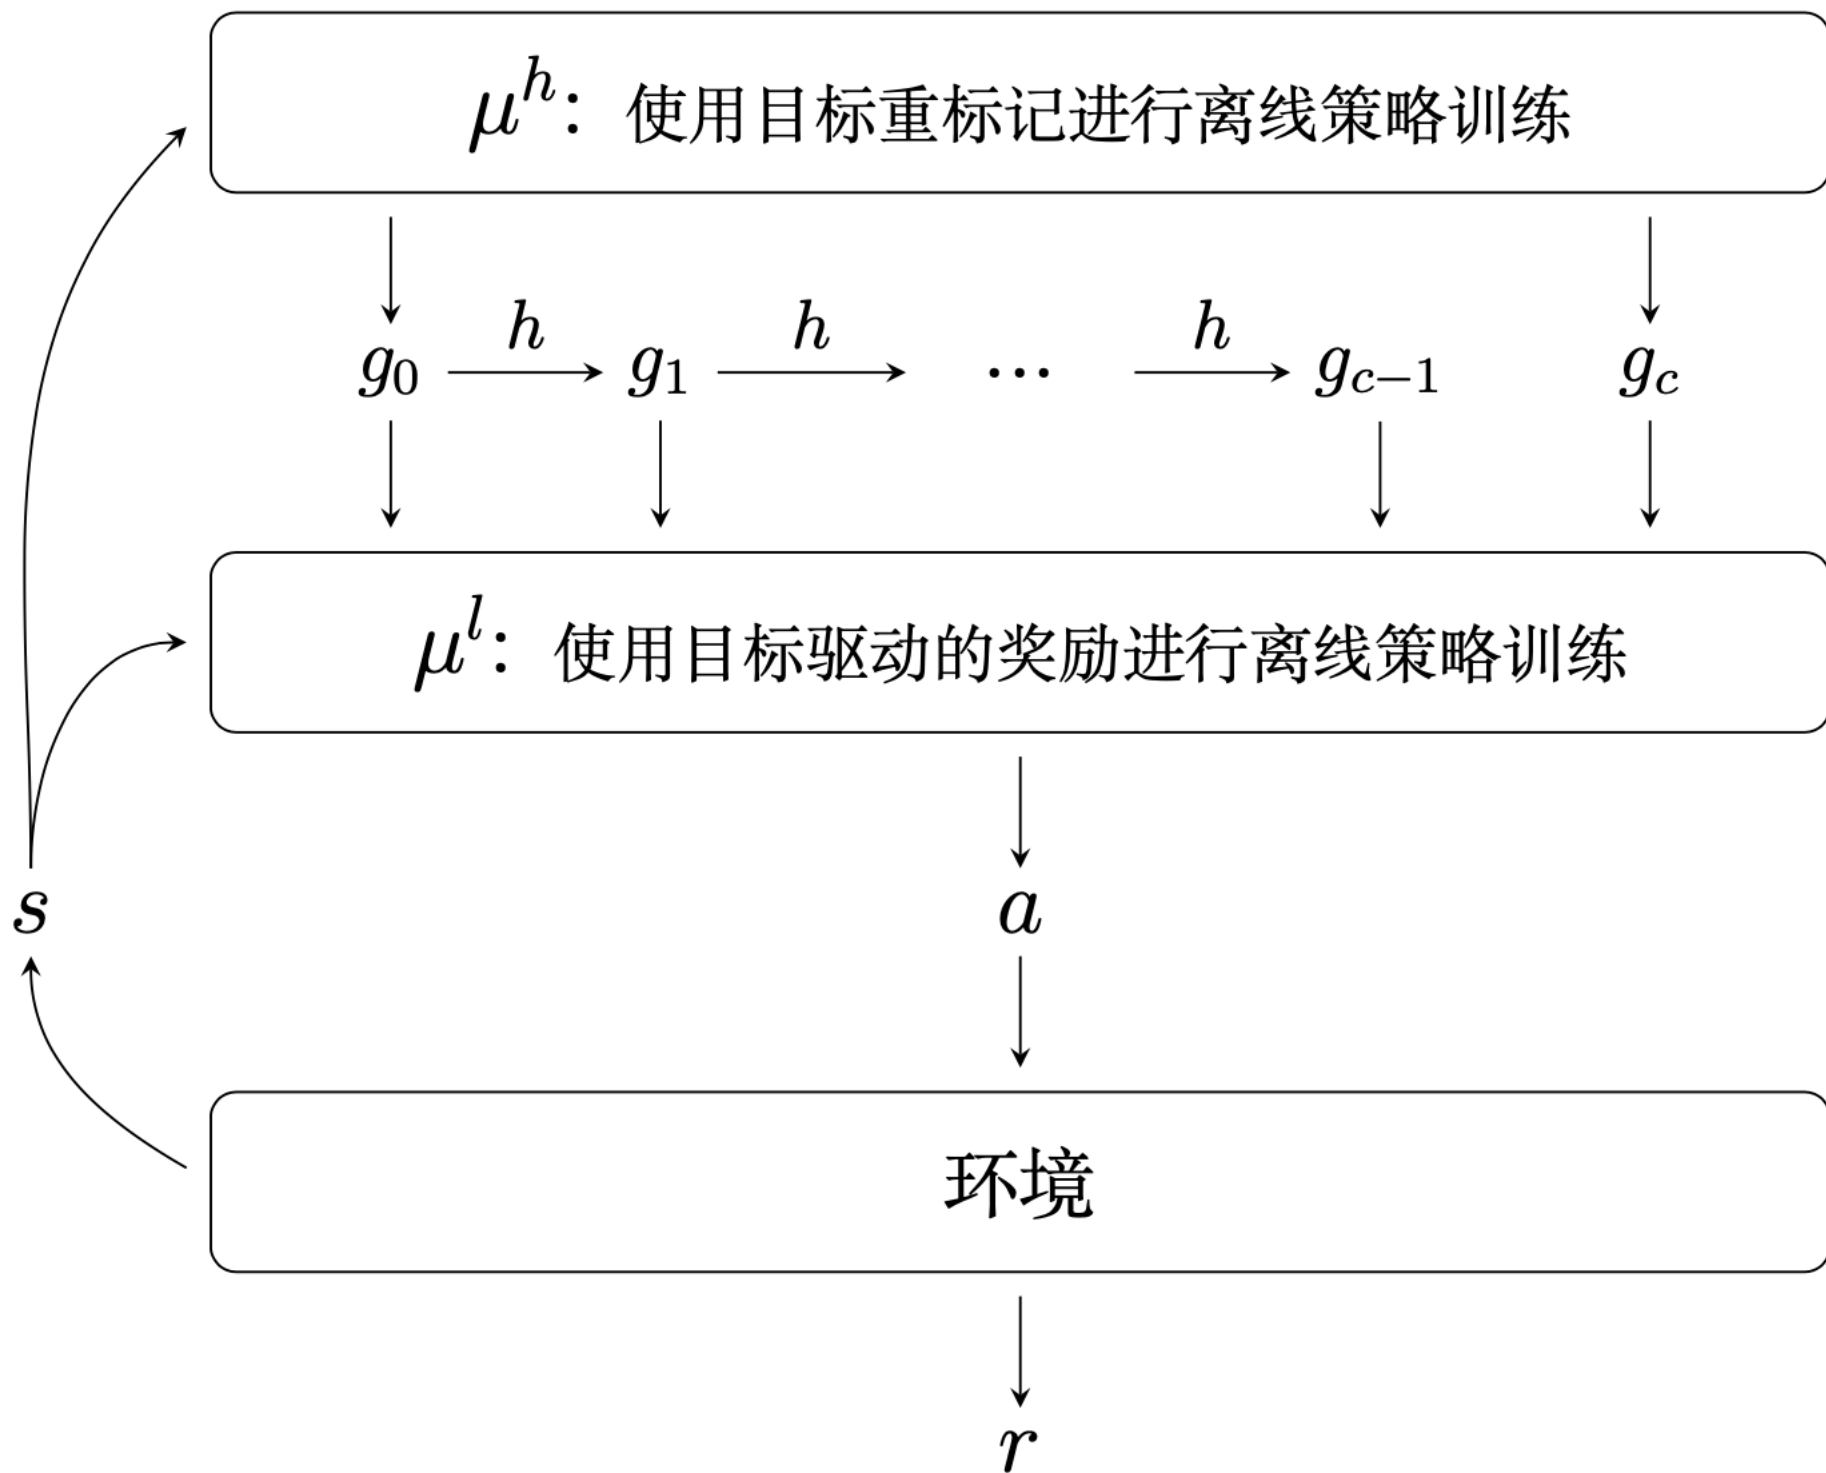 μ^h：使用目标重标记进行离线策略训练
h h h
g_0 g_1 ⋯ g_{c−1} g_c
μ^l：使用目标驱动的奖励进行离线策略训练
s a
环境
r